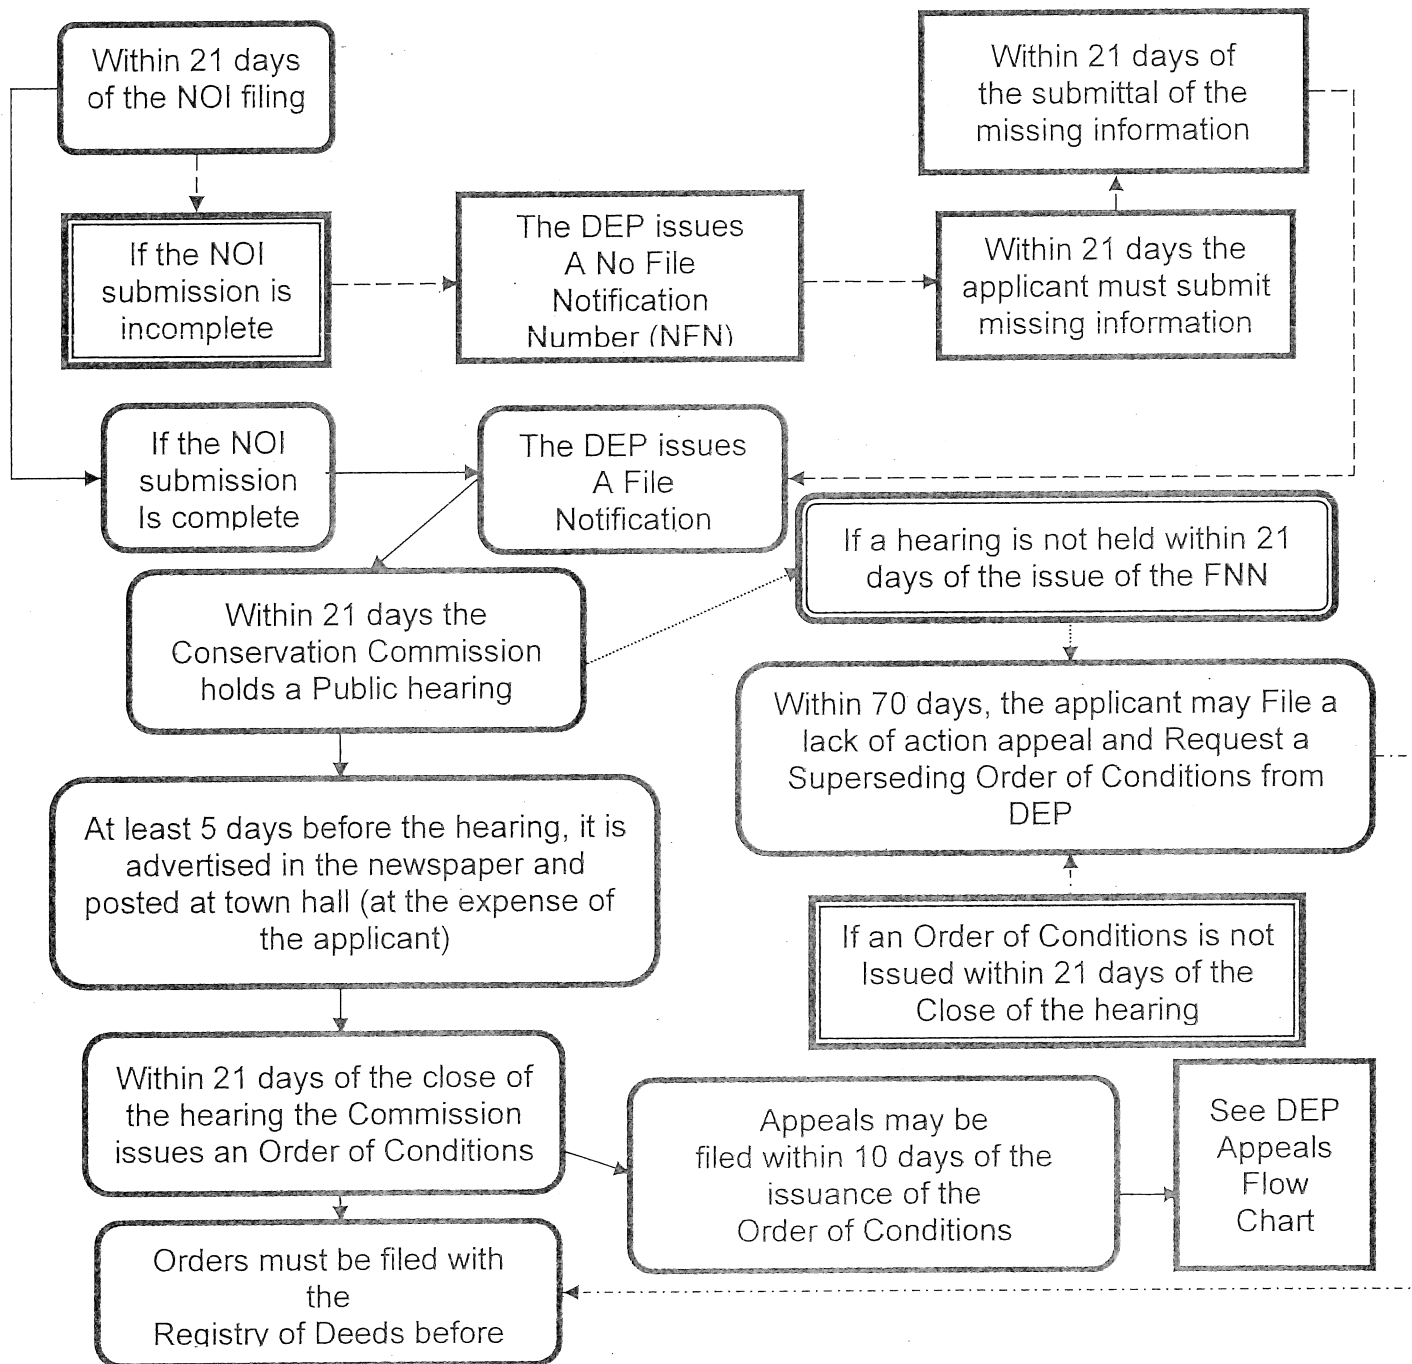 Within 21 days
of the NOI filing
Within 21 days of
the submittal of the
missing information
If the NOI
submission is
incomplete
The DEP issues
A No File
Notification
Number (NFN)
Within 21 days the
applicant must submit
missing information
If the NOI
submission
Is complete
The DEP issues
A File
Notification
If a hearing is not held within 21
days of the issue of the FNN
Within 21 days the
Conservation Commission
holds a Public hearing
Within 70 days, the applicant may File a
lack of action appeal and Request a
Superseding Order of Conditions from
DEP
At least 5 days before the hearing, it is
advertised in the newspaper and
posted at town hall (at the expense of
the applicant)
If an Order of Conditions is not
Issued within 21 days of the
Close of the hearing
Within 21 days of the close of
the hearing the Commission
issues an Order of Conditions
Appeals may be
filed within 10 days of the
issuance of the
Order of Conditions
See DEP
Appeals
Flow
Chart
Orders must be filed with
the
Registry of Deeds before